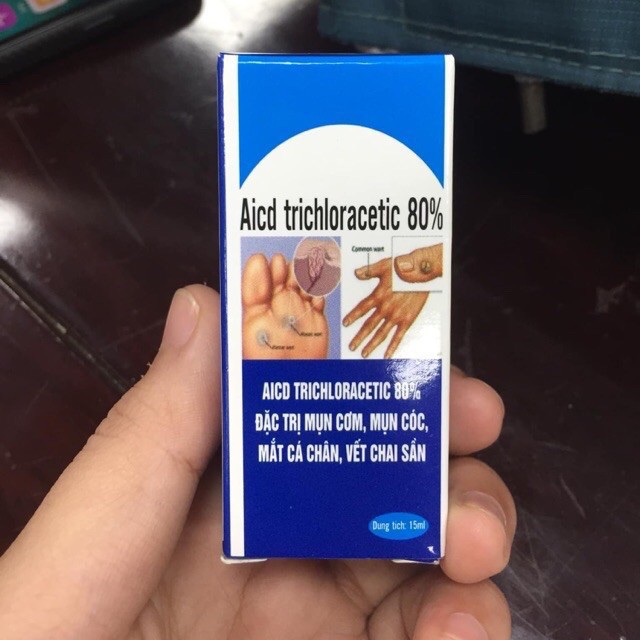 Aicd trichloracetic 80%
Common wart
AICD TRICHLORACETIC 80%
ĐẶC TRỊ MỤN CƠM, MỤN CÓC,
MẮT CÁ CHÂN, VẾT CHAI SẦN
Dung tích: 15ml